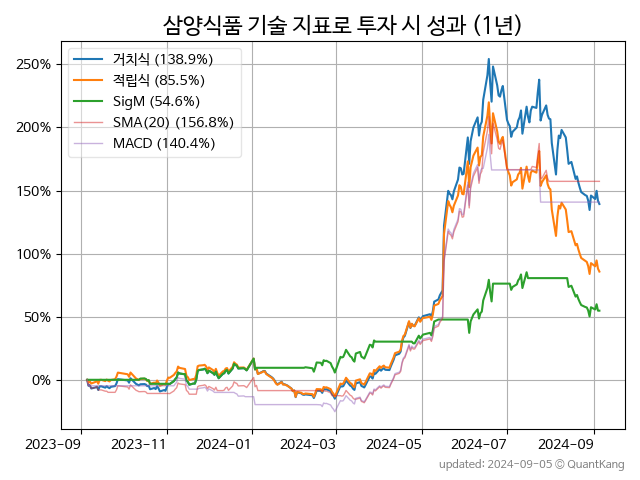 삼양식품 기술 지표로 투자 시 성과 (1년)
거치식 (138.9%)
적립식 (85.5%)
SigM (54.6%)
SMA(20) (156.8%)
MACD (140.4%)
250%
200%
150%
100%
50%
0%
2023-09 2023-11 2024-01 2024-03 2024-05 2024-07 2024-09
updated: 2024-09-05 © QuantKang